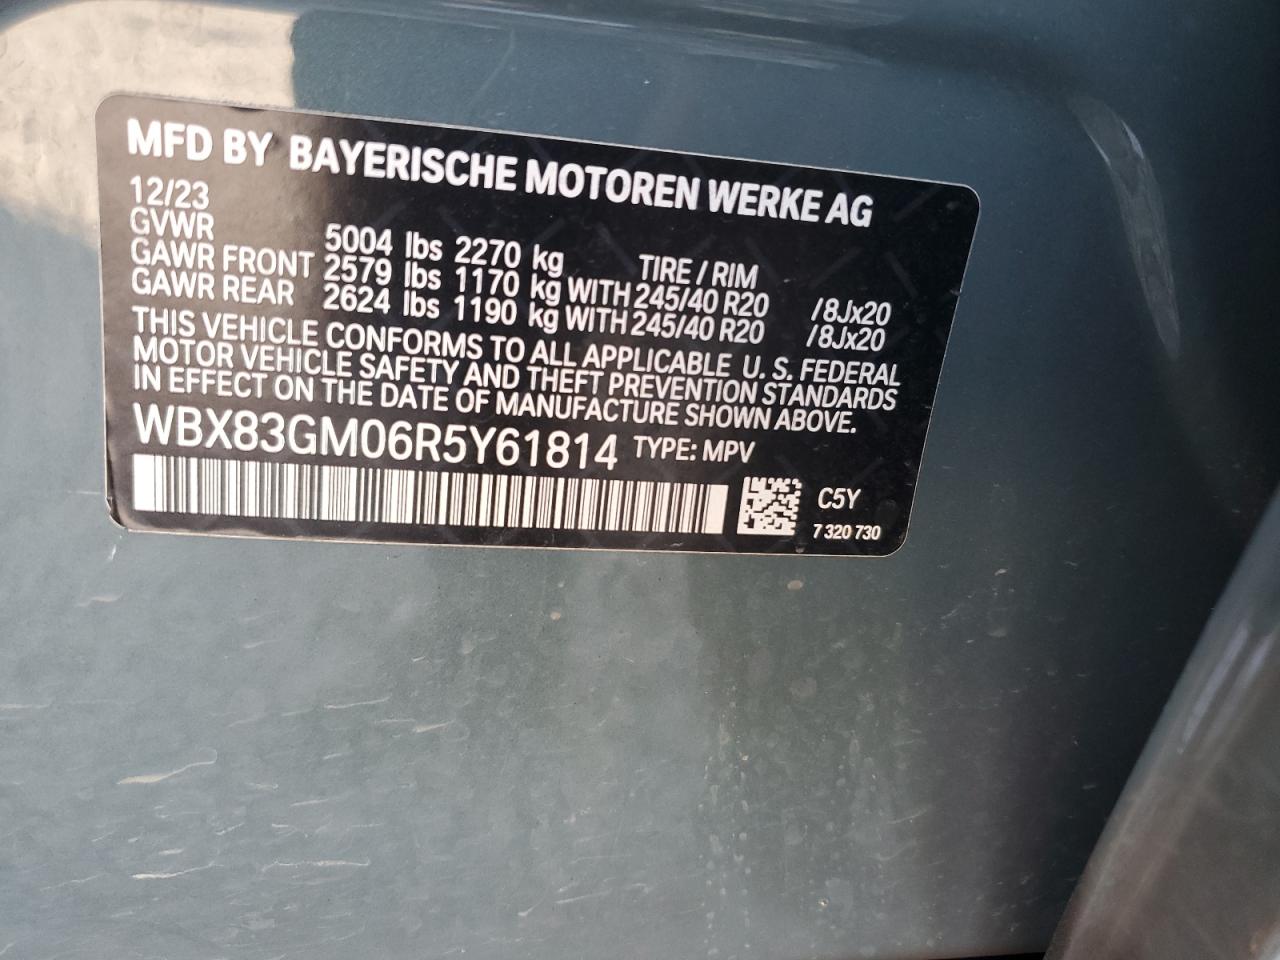 MFD BY BAYERISCHE MOTOREN WERKE AG
12/23
GVWR 5004 lbs 2270 kg TIRE / RIM
GAWR FRONT 2579 lbs 1170 kg WITH 245/40 R20 /8Jx20
GAWR REAR 2624 lbs 1190 kg WITH 245/40 R20 /8Jx20
THIS VEHICLE CONFORMS TO ALL APPLICABLE U. S. FEDERAL
MOTOR VEHICLE SAFETY AND THEFT PREVENTION STANDARDS
IN EFFECT ON THE DATE OF MANUFACTURE SHOWN ABOVE.
WBX83GM06R5Y61814 TYPE: MPV
C5Y
7 320 730